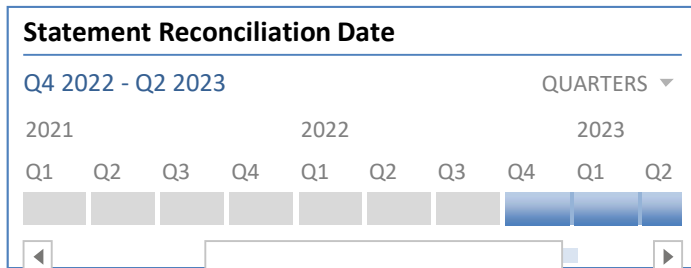 Statement Reconciliation Date
Q4 2022 - Q2 2023 QUARTERS
2021 2022 2023
Q1 Q2 Q3 Q4 Q1 Q2 Q3 Q4 Q1 Q2